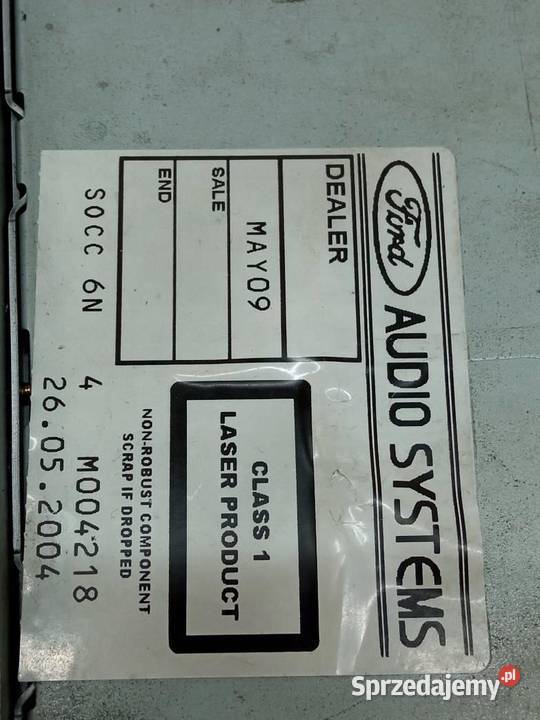 Ford AUDIO SYSTEMS
DEALER
MAY09
SALE
END
CLASS 1
LASER PRODUCT
NON-ROBUST COMPONENT
SCRAP IF DROPPED
SOCC 6N 4 M004218
26.05.2004
Sprzedajemy.pl